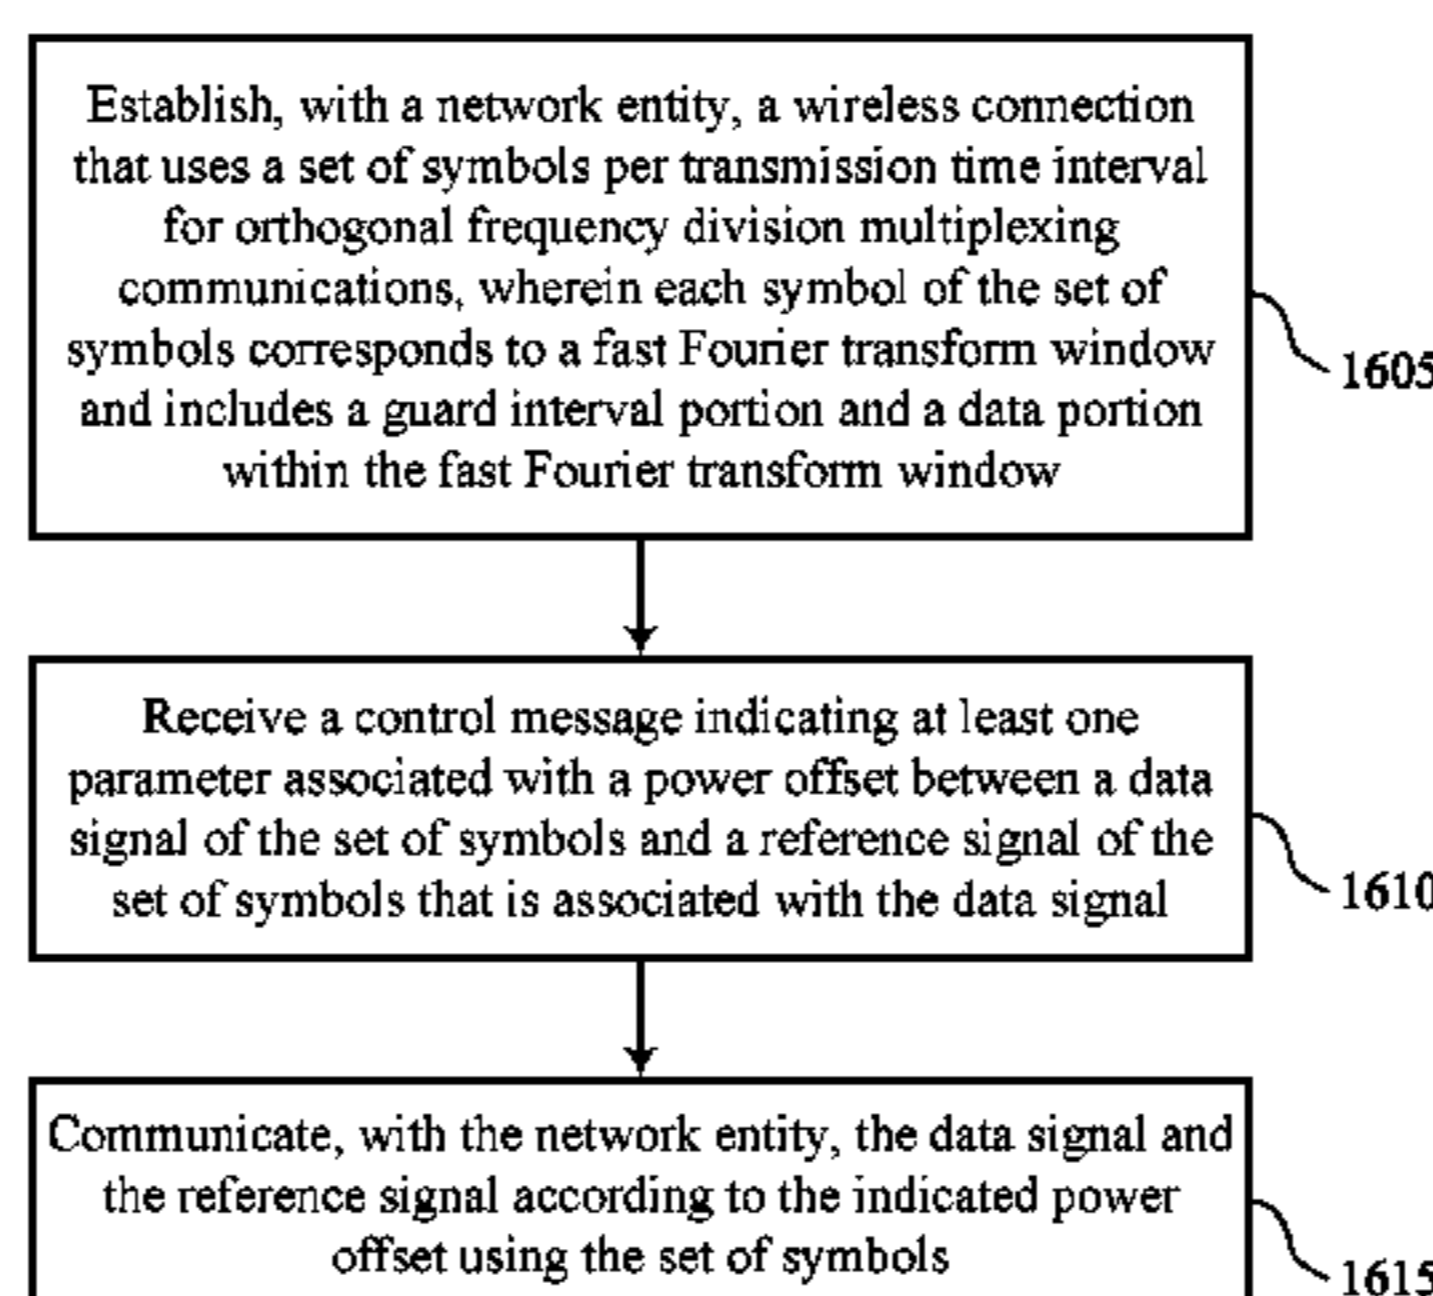 Establish, with a network entity, a wireless connection
that uses a set of symbols per transmission time interval
for orthogonal frequency division multiplexing
communications, wherein each symbol of the set of
symbols corresponds to a fast Fourier transform window
and includes a guard interval portion and a data portion
within the fast Fourier transform window
1605
Receive a control message indicating at least one
parameter associated with a power offset between a data
signal of the set of symbols and a reference signal of the
set of symbols that is associated with the data signal
1610
Communicate, with the network entity, the data signal and
the reference signal according to the indicated power
offset using the set of symbols
1615